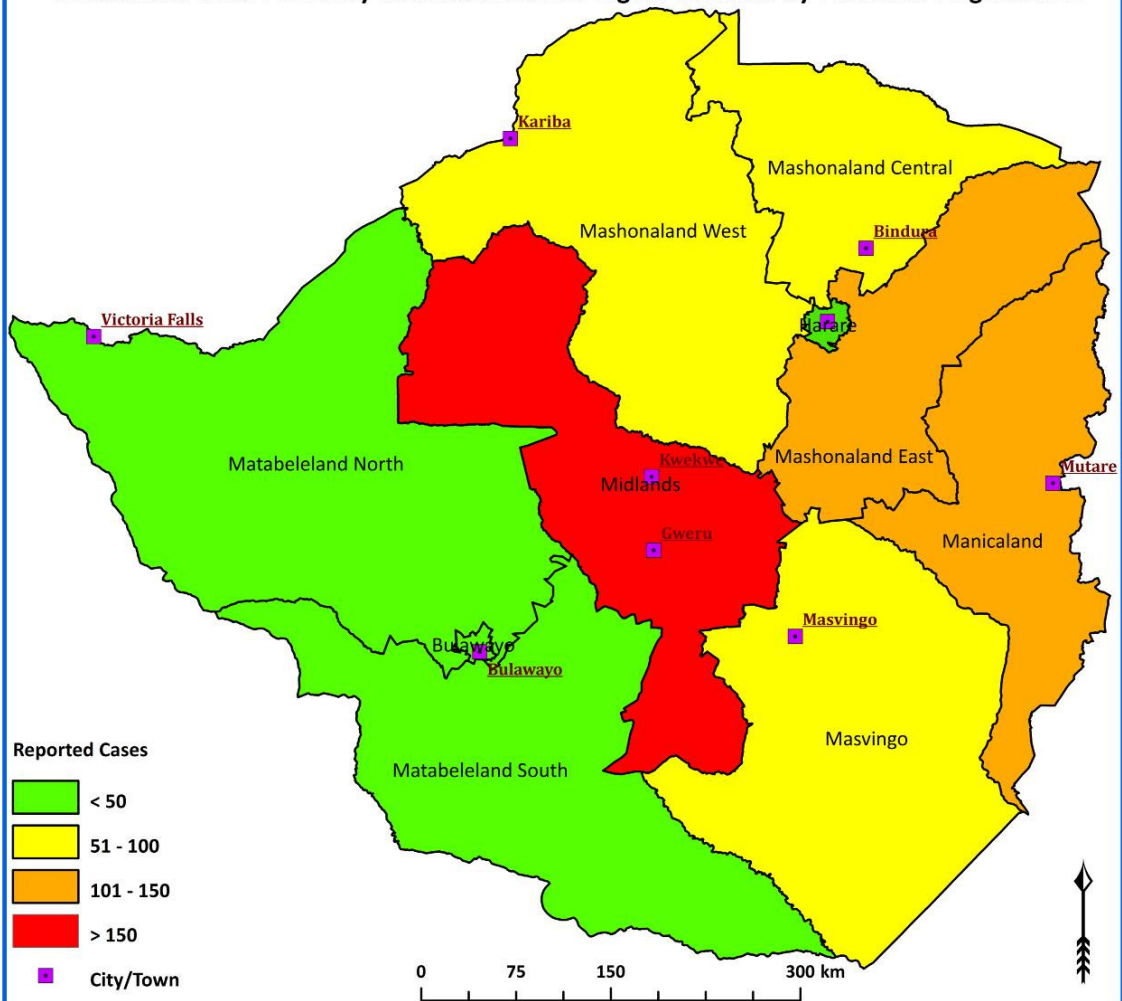 Kariba
Mashonaland Central
Mashonaland West
Bindura
Victoria Falls
Harare
Matabeleland North
Kwekwe
Mashonaland East
Mutare
Midlands
Gweru
Manicaland
Masvingo
Bulawayo
Bulawayo
Masvingo
Matabeleland South
Reported Cases
< 50
51 - 100
101 - 150
> 150
City/Town
0 75 150 300 km